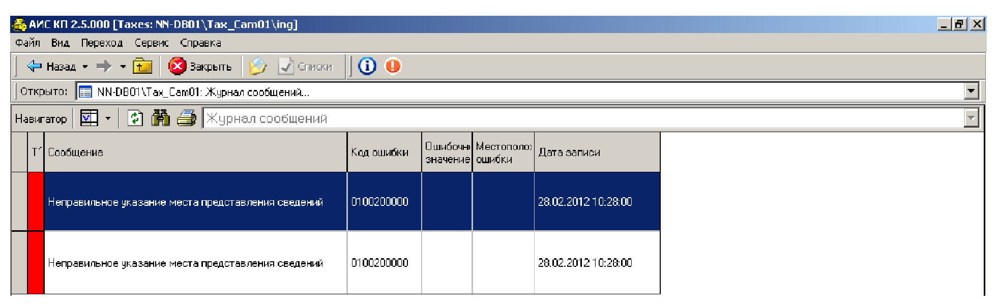 АИС КП 2.5.000 [Taxes: NN-DB01\Tax_Cam01\ing]
Файл Вид Переход Сервис Справка
Назад Закрыть Списки
Открыто: NN-DB01\Tax_Cam01: Журнал сообщений...
Навигатор Журнал сообщений
Т Сообщение Код ошибки Ошибочн значение Местополо ошибки Дата записи
Неправильное указание места представления сведений 0100200000 28.02.2012 10:28:00
Неправильное указание места представления сведений 0100200000 28.02.2012 10:28:00